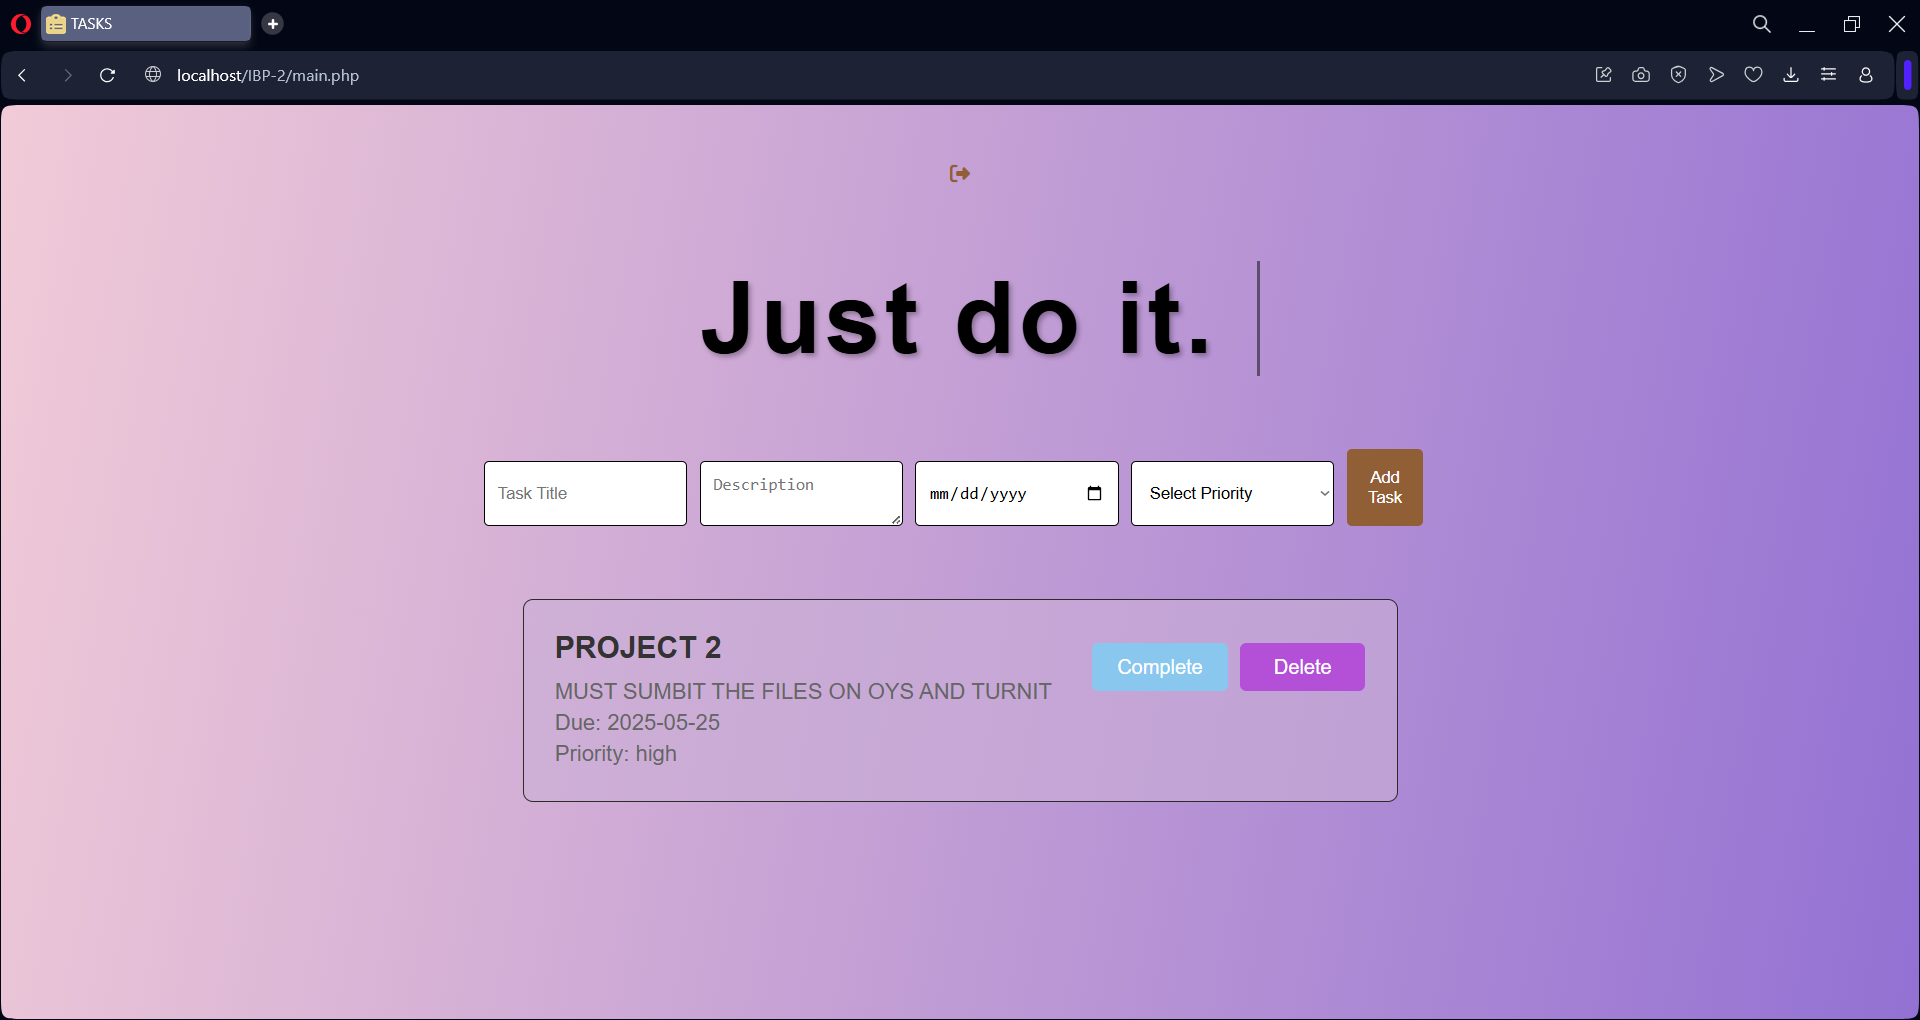 TASKS
localhost/IBP-2/main.php
Just do it.
Task Title
Description
mm/dd/yyyy
Select Priority
Add
Task
PROJECT 2
Complete
Delete
MUST SUMBIT THE FILES ON OYS AND TURNIT
Due: 2025-05-25
Priority: high